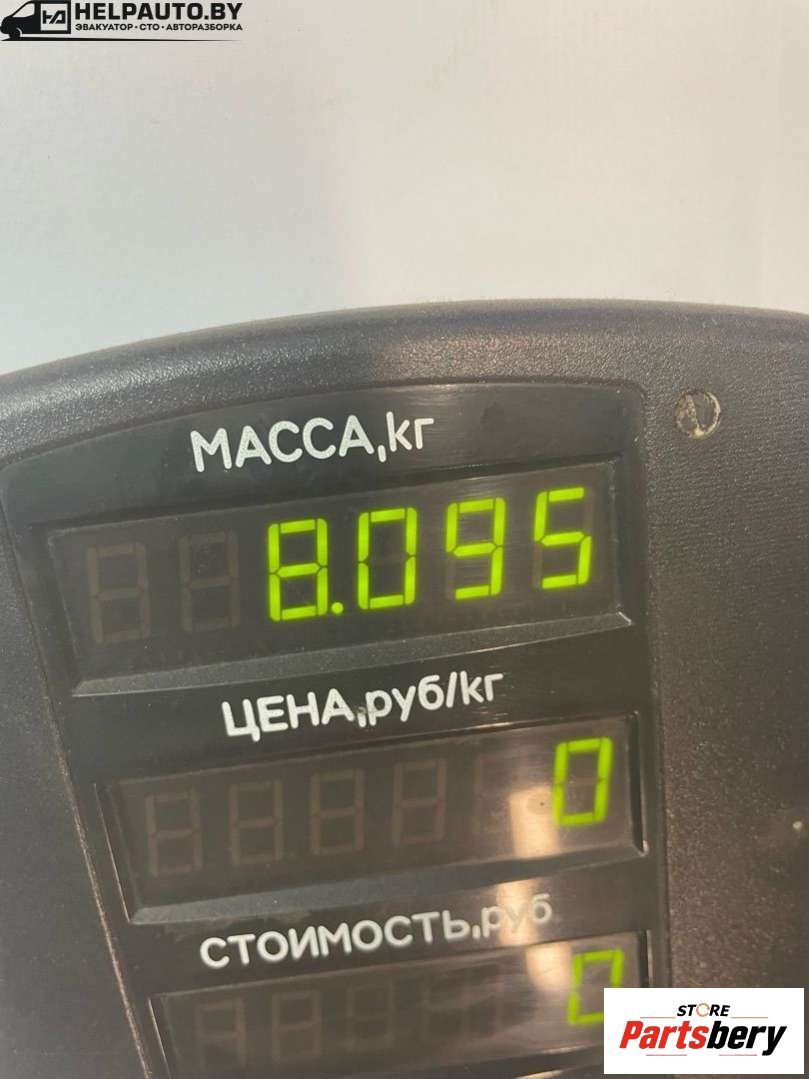 HELPAUTO.BY
ЭВАКУАТОР•СТО•АВТОРАЗБОРКА
МАССА,кг
8.095
ЦЕНА,руб/кг
0
СТОИМОСТЬ,руб
0
STORE
Partsbery